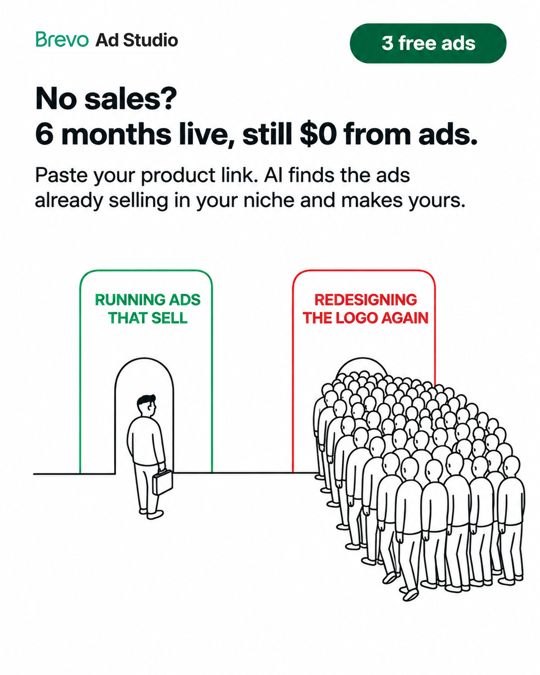 Brevo Ad Studio
3 free ads
No sales?
6 months live, still $0 from ads.
Paste your product link. AI finds the ads
already selling in your niche and makes yours.
RUNNING ADS
THAT SELL
REDESIGNING
THE LOGO AGAIN